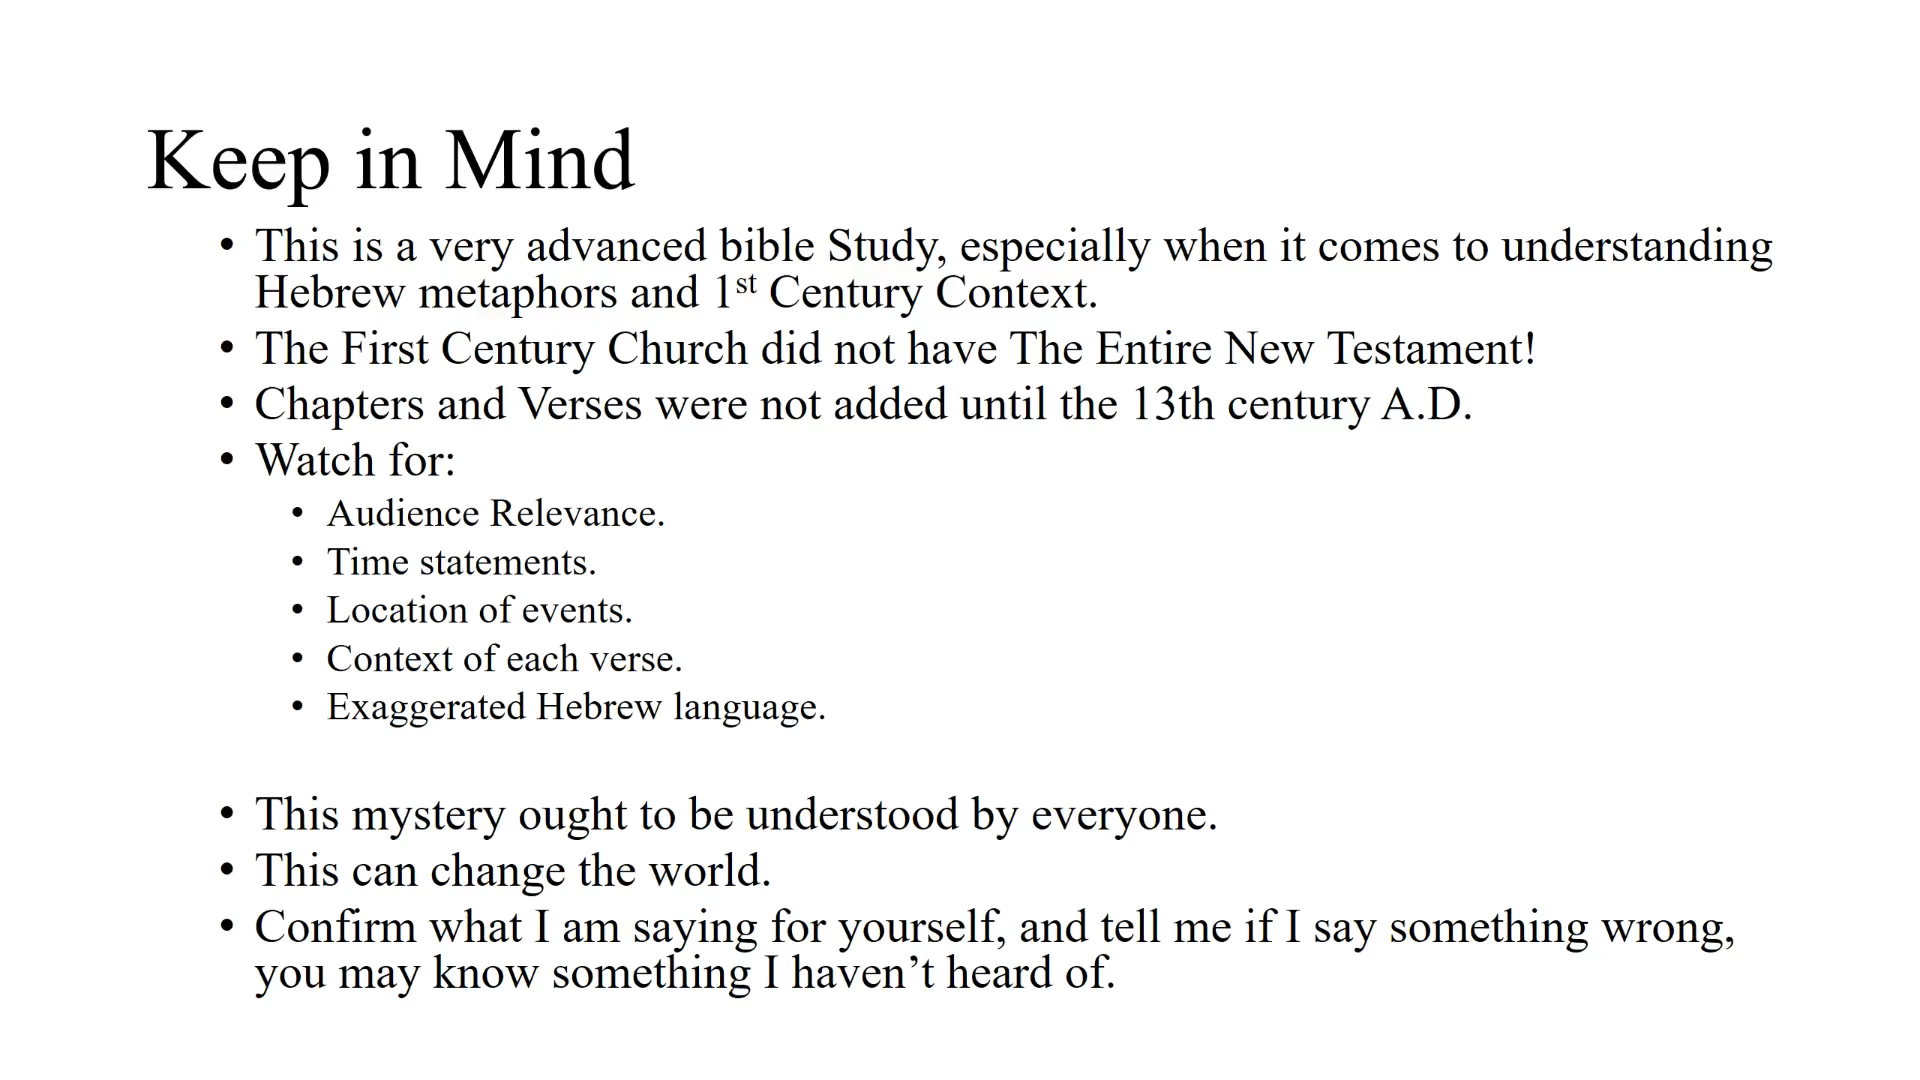 Keep in Mind
• This is a very advanced bible Study, especially when it comes to understanding
Hebrew metaphors and 1st Century Context.
• The First Century Church did not have The Entire New Testament!
• Chapters and Verses were not added until the 13th century A.D.
• Watch for:
• Audience Relevance.
• Time statements.
• Location of events.
• Context of each verse.
• Exaggerated Hebrew language.
• This mystery ought to be understood by everyone.
• This can change the world.
• Confirm what I am saying for yourself, and tell me if I say something wrong,
you may know something I haven’t heard of.